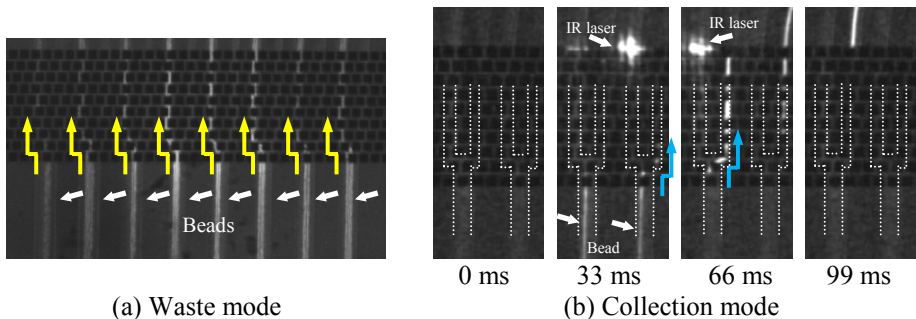 IR laser
IR laser
Beads
Bead
0 ms
33 ms
66 ms
99 ms
(a) Waste mode
(b) Collection mode